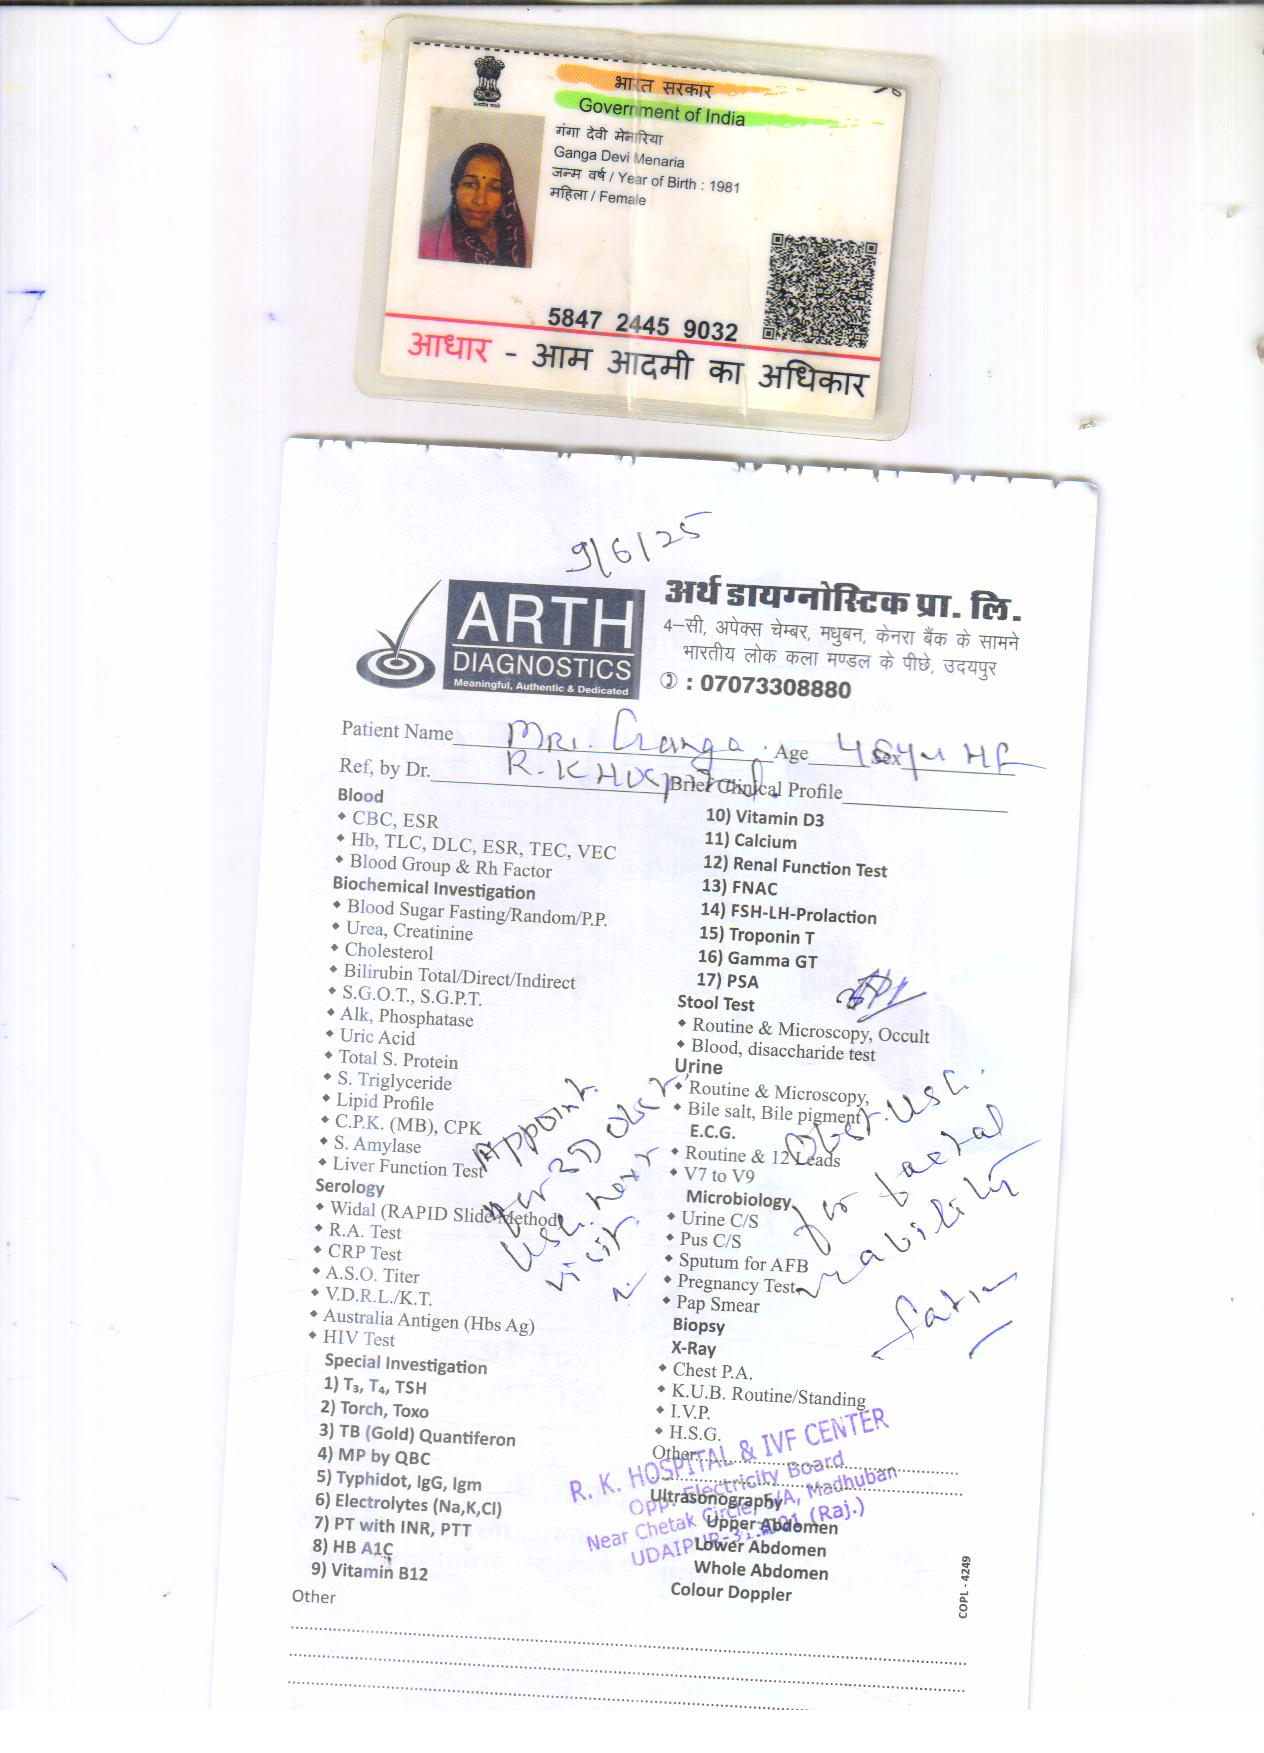 भारत सरकार
Government of India
गंगा देवी मेनारिया
Ganga Devi Menaria
जन्म वर्ष / Year of Birth : 1981
महिला / Female
5847 2445 9032
आधार - आम आदमी का अधिकार
9/6/25
ARTH
DIAGNOSTICS
Meaningful, Authentic & Dedicated
अर्थ डायग्नोस्टिक प्रा. लि.
4-सी, अपेक्स चेम्बर, मधुबन, केनरा बैंक के सामने
भारतीय लोक कला मण्डल के पीछे, उदयपुर
: 07073308880
Patient Name Mrs. Ganga. Age Sex
Ref, by Dr. R.K Hospital. Brief Clinical Profile
Blood
CBC, ESR
Hb, TLC, DLC, ESR, TEC, VEC
Blood Group & Rh Factor
Biochemical Investigation
Blood Sugar Fasting/Random/P.P.
Urea, Creatinine
Cholesterol
Bilirubin Total/Direct/Indirect
S.G.O.T., S.G.P.T.
Alk, Phosphatase
Uric Acid
Total S. Protein
S. Triglyceride
Lipid Profile
C.P.K. (MB), CPK
S. Amylase
Liver Function Test
Serology
Widal (RAPID Slide Method)
R.A. Test
CRP Test
A.S.O. Titer
V.D.R.L./K.T.
Australia Antigen (Hbs Ag)
HIV Test
Special Investigation
1) T₃, T₄, TSH
2) Torch, Toxo
3) TB (Gold) Quantiferon
4) MP by QBC
5) Typhidot, IgG, Igm
6) Electrolytes (Na,K,Cl)
7) PT with INR, PTT
8) HB A1C
9) Vitamin B12
Other
10) Vitamin D3
11) Calcium
12) Renal Function Test
13) FNAC
14) FSH-LH-Prolaction
15) Troponin T
16) Gamma GT
17) PSA
Stool Test
Routine & Microscopy, Occult
Blood, disaccharide test
Urine
Routine & Microscopy,
Bile salt, Bile pigment
E.C.G.
Routine & 12 Leads
V7 to V9
Microbiology
Urine C/S
Pus C/S
Sputum for AFB
Pregnancy Test
Pap Smear
Biopsy
X-Ray
Chest P.A.
K.U.B. Routine/Standing
I.V.P.
H.S.G.
Other
Ultrasonography
Upper Abdomen
Lower Abdomen
Whole Abdomen
Colour Doppler
Appoint.
for obst
USG next
visit
Obst. USG.
for foetal
viability
R. K. HOSPITAL & IVF CENTER
Opp. Electricity Board
Near Chetak Circle, Madhuban
UDAIPUR (Raj.)
COPL - 4249